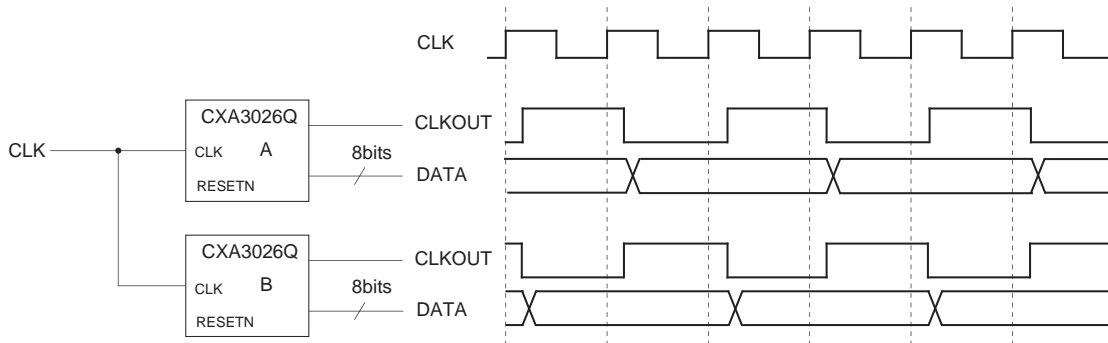 CLK
CXA3026Q
CLK A
RESETN
8bits
CLKOUT
DATA
CLK
CXA3026Q
CLK B
RESETN
8bits
CLKOUT
DATA